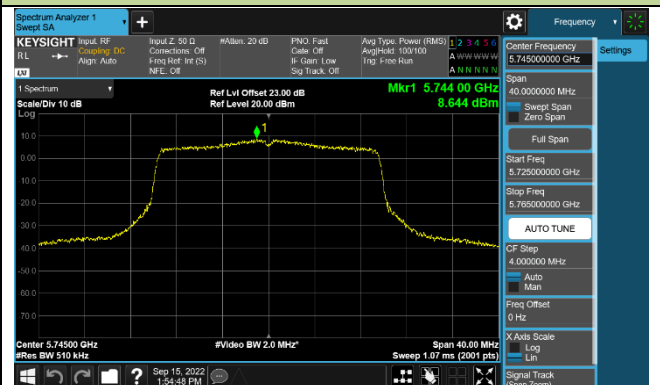 Spectrum Analyzer 1
Swept SA
Frequency
KEYSIGHT Input: RF Input Z: 50 Ω #Atten: 20 dB PNO: Fast Avg Type: Power (RMS) 1 2 3 4 5 6
RL Coupling: DC Corrections: Off Gate: Off Avg|Hold: 100/100 A W W W W W
Align: Auto Freq Ref: Int (S) IF Gain: Low Trig: Free Run
LXI NFE: Off Sig Track: Off A N N N N N
Center Frequency
5.745000000 GHz
Settings
1 Spectrum
Scale/Div 10 dB
Log
Ref Lvl Offset 23.00 dB
Ref Level 20.00 dBm
Mkr1 5.744 00 GHz
8.644 dBm
Span
40.0000000 MHz
Swept Span
Zero Span
Full Span
Start Freq
5.725000000 GHz
Stop Freq
5.765000000 GHz
AUTO TUNE
CF Step
4.000000 MHz
Auto
Man
Freq Offset
0 Hz
X Axis Scale
Log
Lin
Signal Track
(Span Zoom)
1
10.0
0.00
-10.0
-20.0
-30.0
-40.0
-50.0
-60.0
-70.0
Center 5.74500 GHz #Video BW 2.0 MHz* Span 40.00 MHz
#Res BW 510 kHz Sweep 1.07 ms (2001 pts)
? Sep 15, 2022
1:54:48 PM